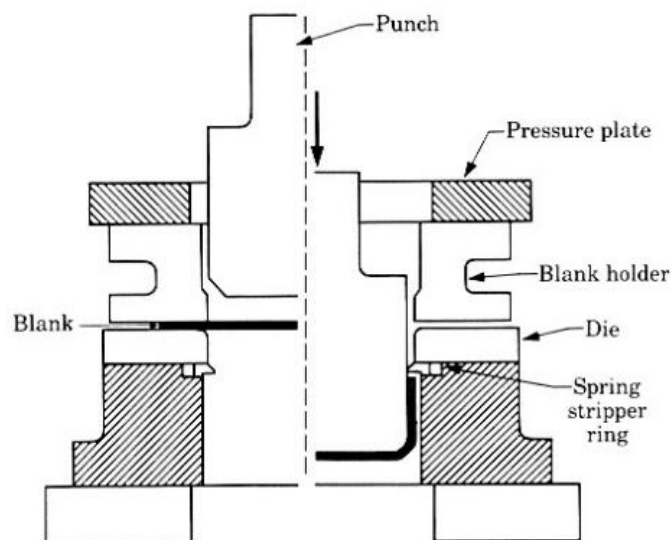 Punch
Pressure plate
Blank holder
Blank
Die
Spring
stripper
ring